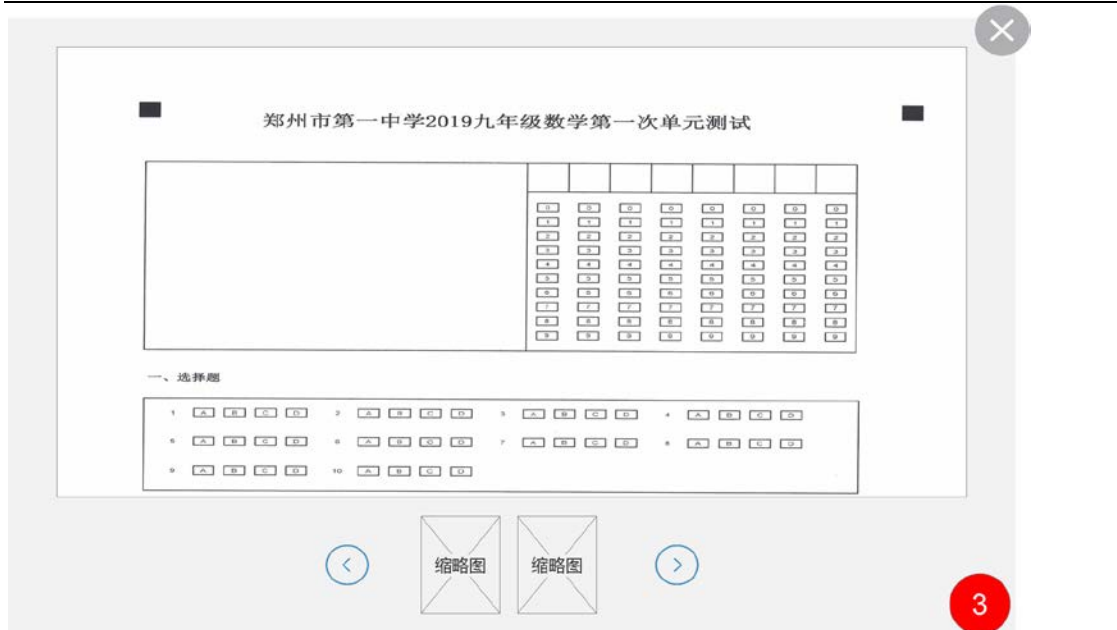 郑州市第一中学2019九年级数学第一次单元测试
0 0 0 0 0 0 0 0
1 1 1 1 1 1 1 1
2 2 2 2 2 2 2 2
3 3 3 3 3 3 3 3
4 4 4 4 4 4 4 4
5 5 5 5 5 5 5 5
6 6 6 6 6 6 6 6
7 7 7 7 7 7 7 7
8 8 8 8 8 8 8 8
9 9 9 9 9 9 9 9
一、选择题
1 A B C D 2 A B C D 3 A B C D 4 A B C D
5 A B C D 6 A B C D 7 A B C D 8 A B C D
9 A B C D 10 A B C D
缩略图 缩略图
3